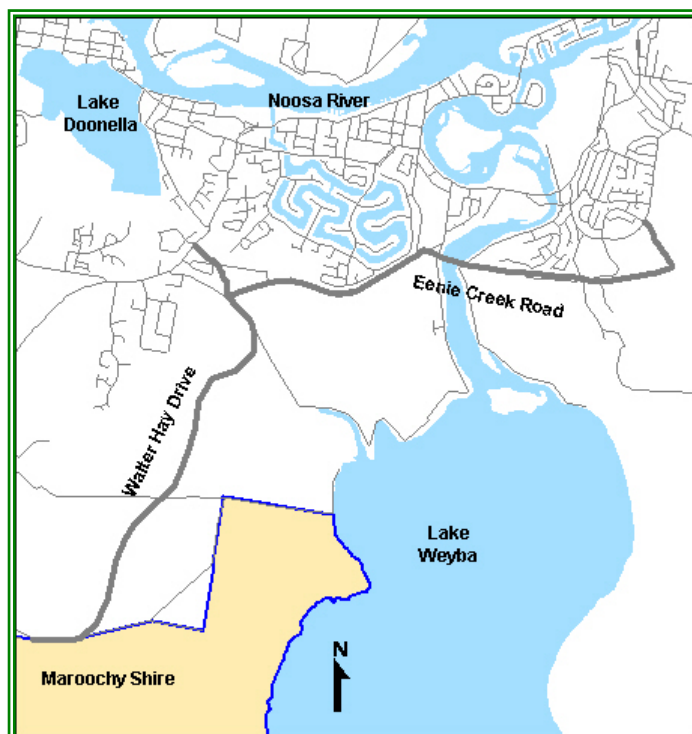 Lake
Doonella
Noosa River
Eenie Creek Road
Walter Hay Drive
Lake
Weyba
N
Maroochy Shire